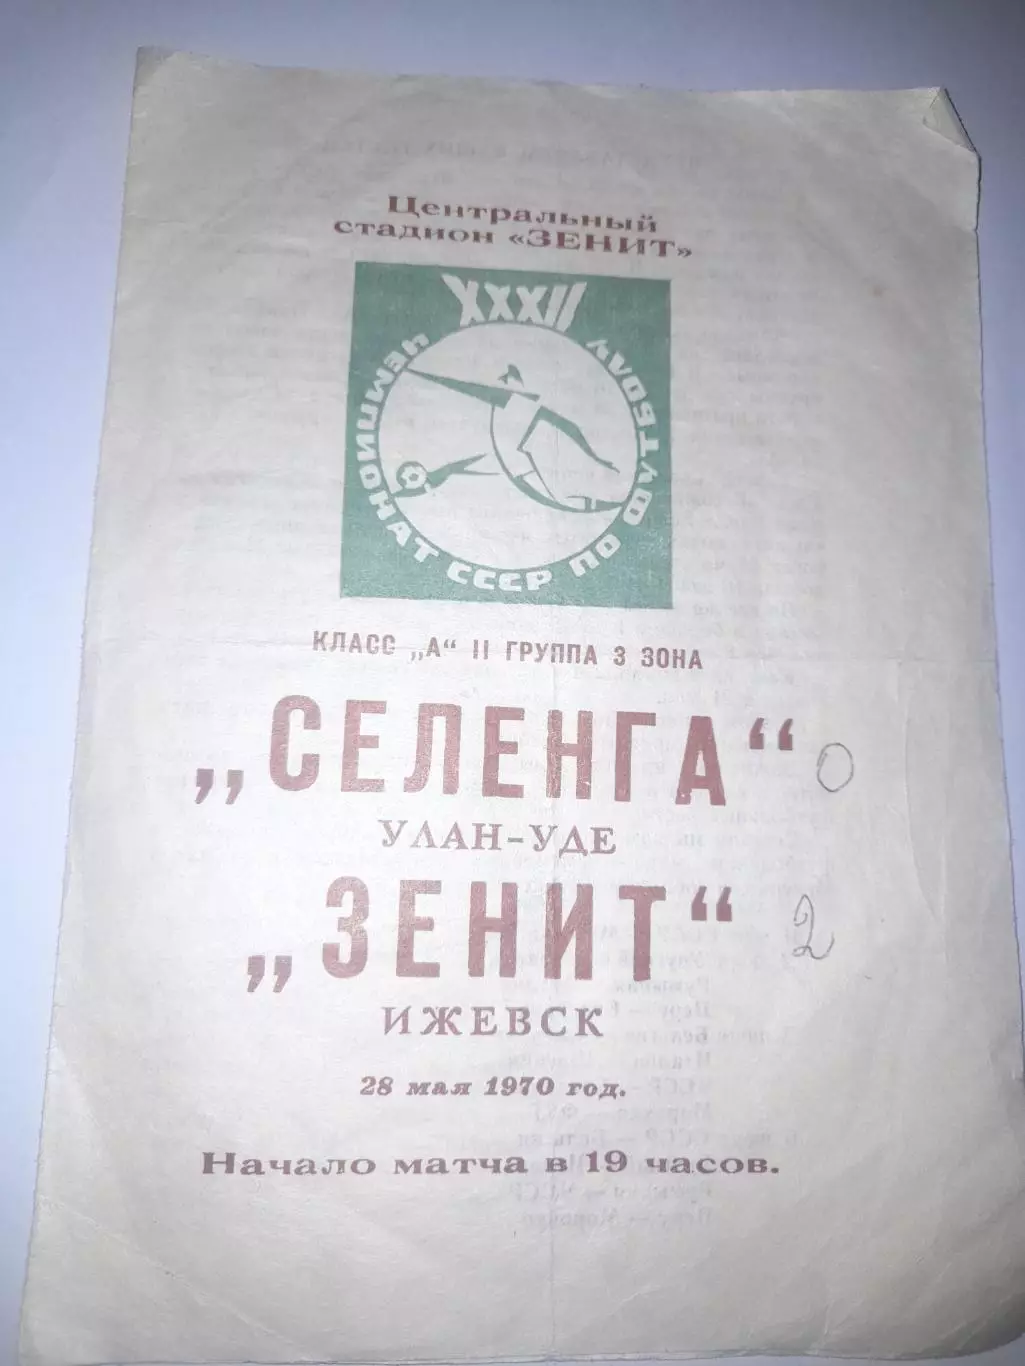 Центральный
стадион «ЗЕНИТ»
XXXII
ЧЕМПИОНАТ СССР ПО ФУТБОЛУ
КЛАСС „А“ II ГРУППА 3 ЗОНА
„СЕЛЕНГА“ 0
УЛАН-УДЕ
„ЗЕНИТ“ 2
ИЖЕВСК
28 мая 1970 год.
Начало матча в 19 часов.